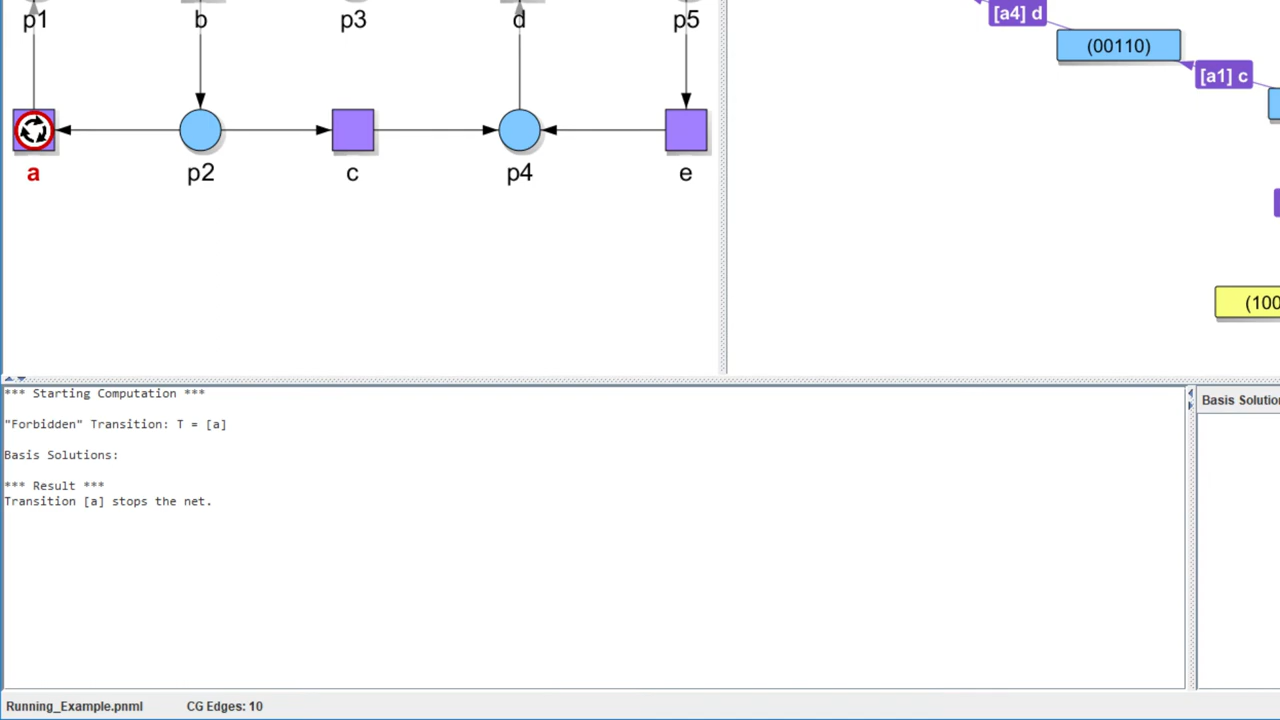 p1 b p3 d p5
[a4] d
(00110)
[a1] c
a p2 c p4 e
(100
*** Starting Computation ***
"Forbidden" Transition: T = [a]
Basis Solutions:
*** Result ***
Transition [a] stops the net.
Basis Solutio
Running_Example.pnml CG Edges: 10